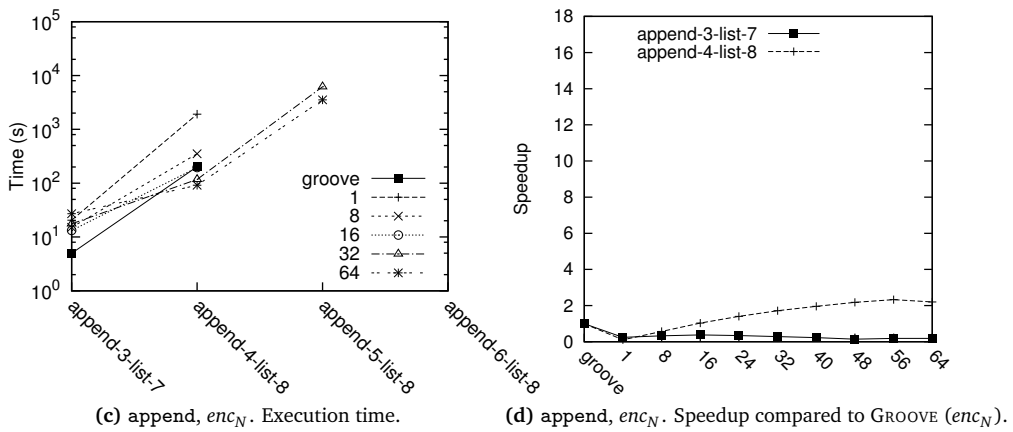 10^5
10^4
10^3
10^2
10^1
10^0
Time (s)
groove
1
8
16
32
64
append-3-list-7
append-4-list-8
append-5-list-8
append-6-list-8
(c) append, enc_N. Execution time.
18
16
14
12
10
8
6
4
2
0
Speedup
append-3-list-7
append-4-list-8
groove
1
8
16
24
32
40
48
56
64
(d) append, enc_N. Speedup compared to GROOVE (enc_N).